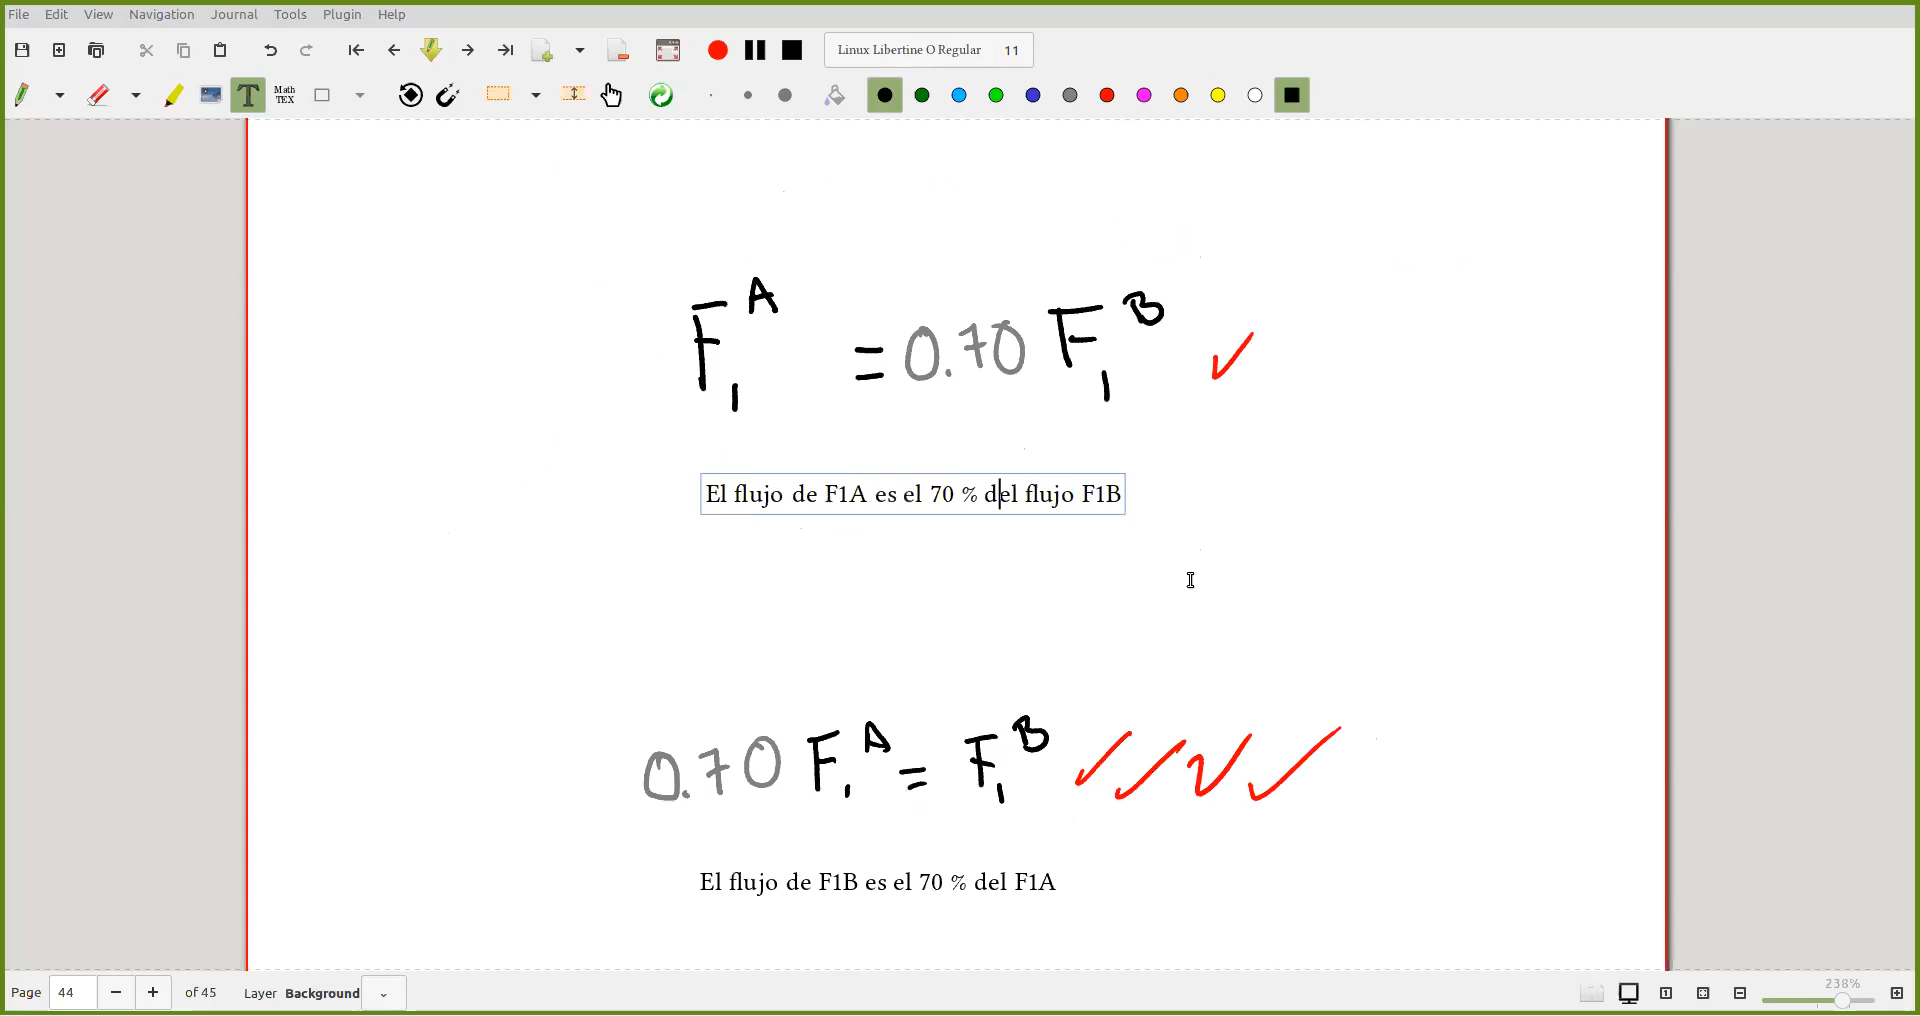 File Edit View Navigation Journal Tools Plugin Help
Linux Libertine O Regular 11
T Math TEX
F₁ᴬ = 0.70 F₁ᴮ ✓
El flujo de F1A es el 70 % del flujo F1B
0.70 F₁ᴬ = F₁ᴮ ✓✓✓✓
El flujo de F1B es el 70 % del F1A
Page 44 − + of 45 Layer Background 238%